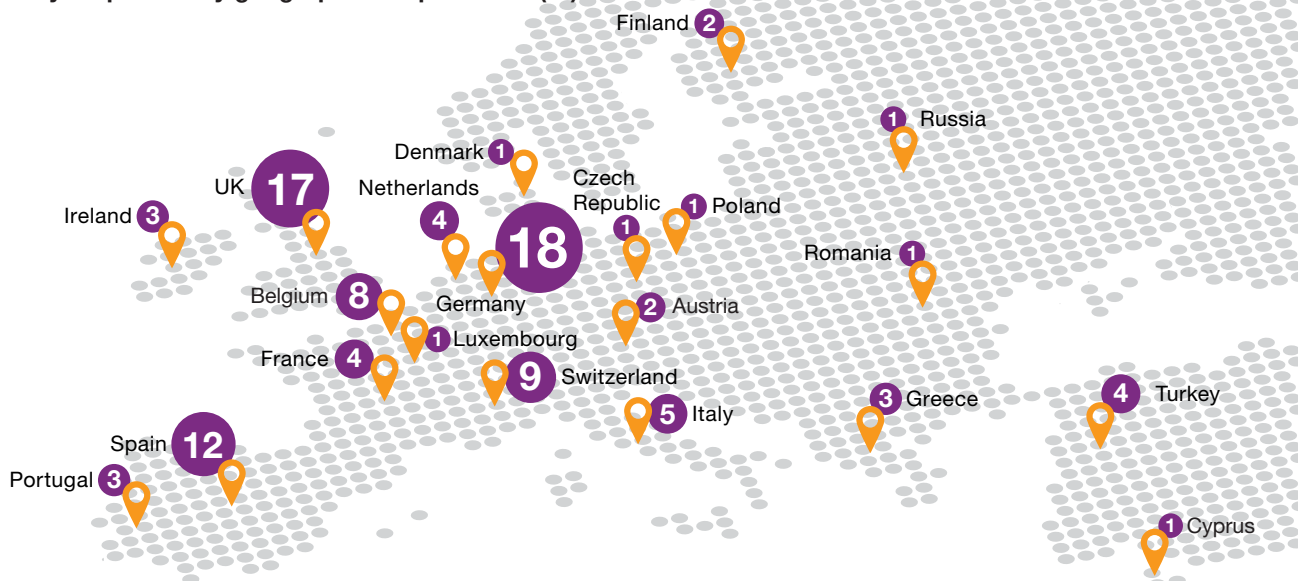 Finland 2
1 Russia
Denmark 1
UK 17
Netherlands
4
Czech
Republic
1
1 Poland
Ireland 3
18
Germany
Romania 1
Belgium 8
2 Austria
1 Luxembourg
France 4
9 Switzerland
3 Greece
4 Turkey
5 Italy
Spain 12
Portugal 3
1 Cyprus